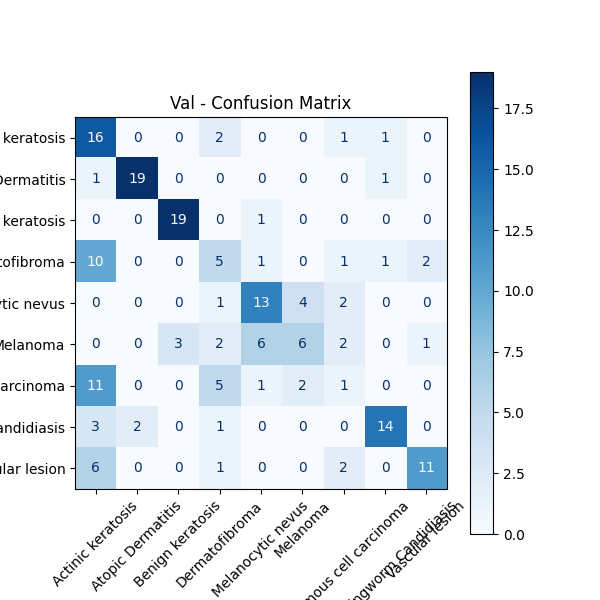 Val - Confusion Matrix
keratosis 16 0 0 2 0 0 1 1 0
Dermatitis 1 19 0 0 0 0 0 1 0
keratosis 0 0 19 0 1 0 0 0 0
tofibroma 10 0 0 5 1 0 1 1 2
tic nevus 0 0 0 1 13 4 2 0 0
Melanoma 0 0 3 2 6 6 2 0 1
arcinoma 11 0 0 5 1 2 1 0 0
andidiasis 3 2 0 1 0 0 0 14 0
ular lesion 6 0 0 1 0 0 2 0 11
Actinic keratosis
Atopic Dermatitis
Benign keratosis
Dermatofibroma
Melanocytic nevus
Melanoma
mous cell carcinoma
ngworm Candidiasis
Vascular lesion
17.5
15.0
12.5
10.0
7.5
5.0
2.5
0.0